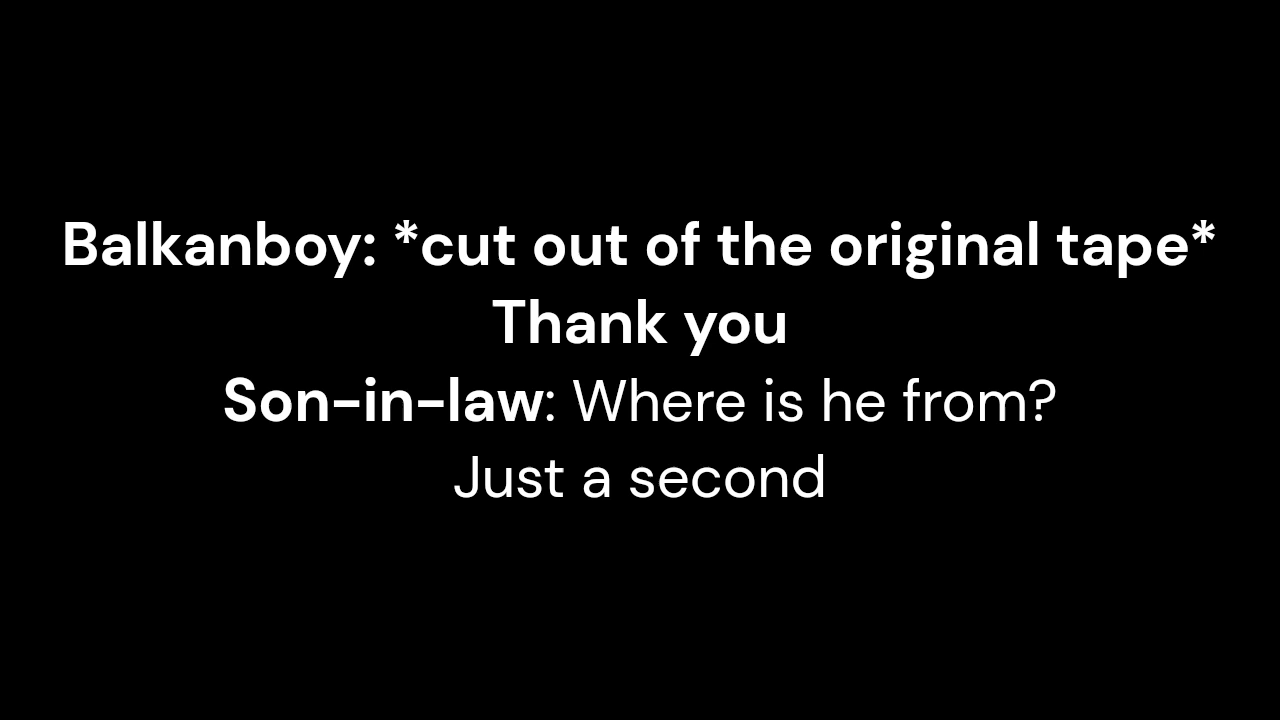 Balkanboy: *cut out of the original tape*
Thank you
Son-in-law: Where is he from?
Just a second